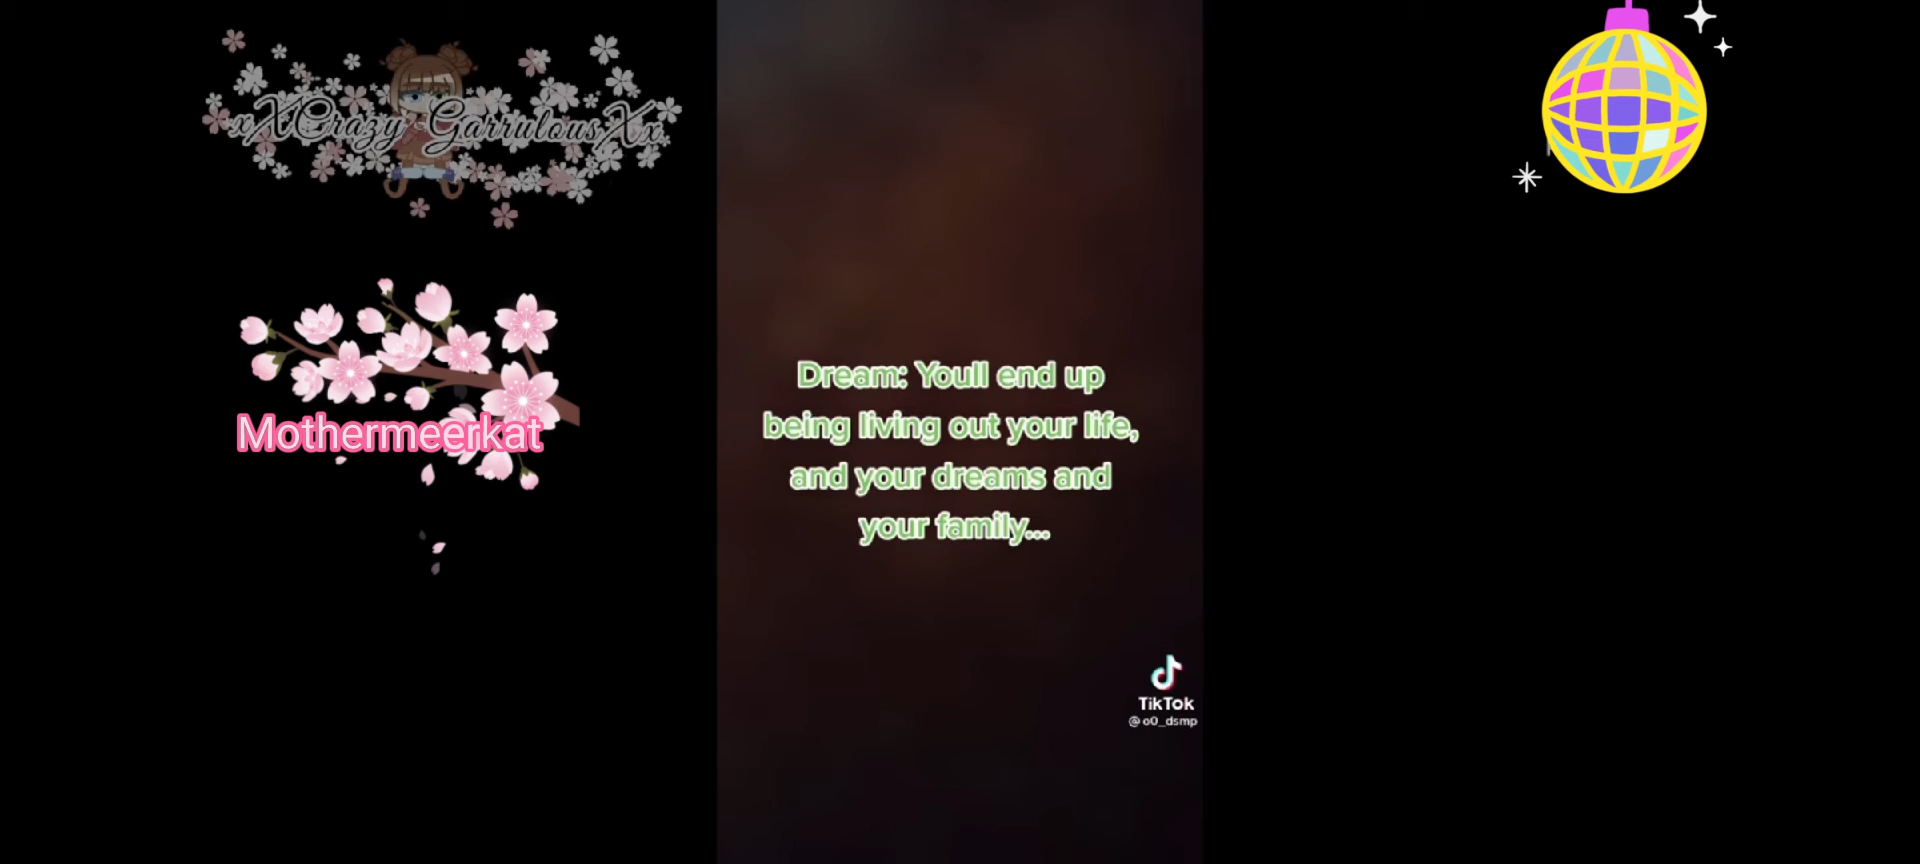 xXCrazy GarrulousXx
Mothermeerkat
Dream: Youll end up
being living out your life,
and your dreams and
your family...
TikTok
@o0_dsmp